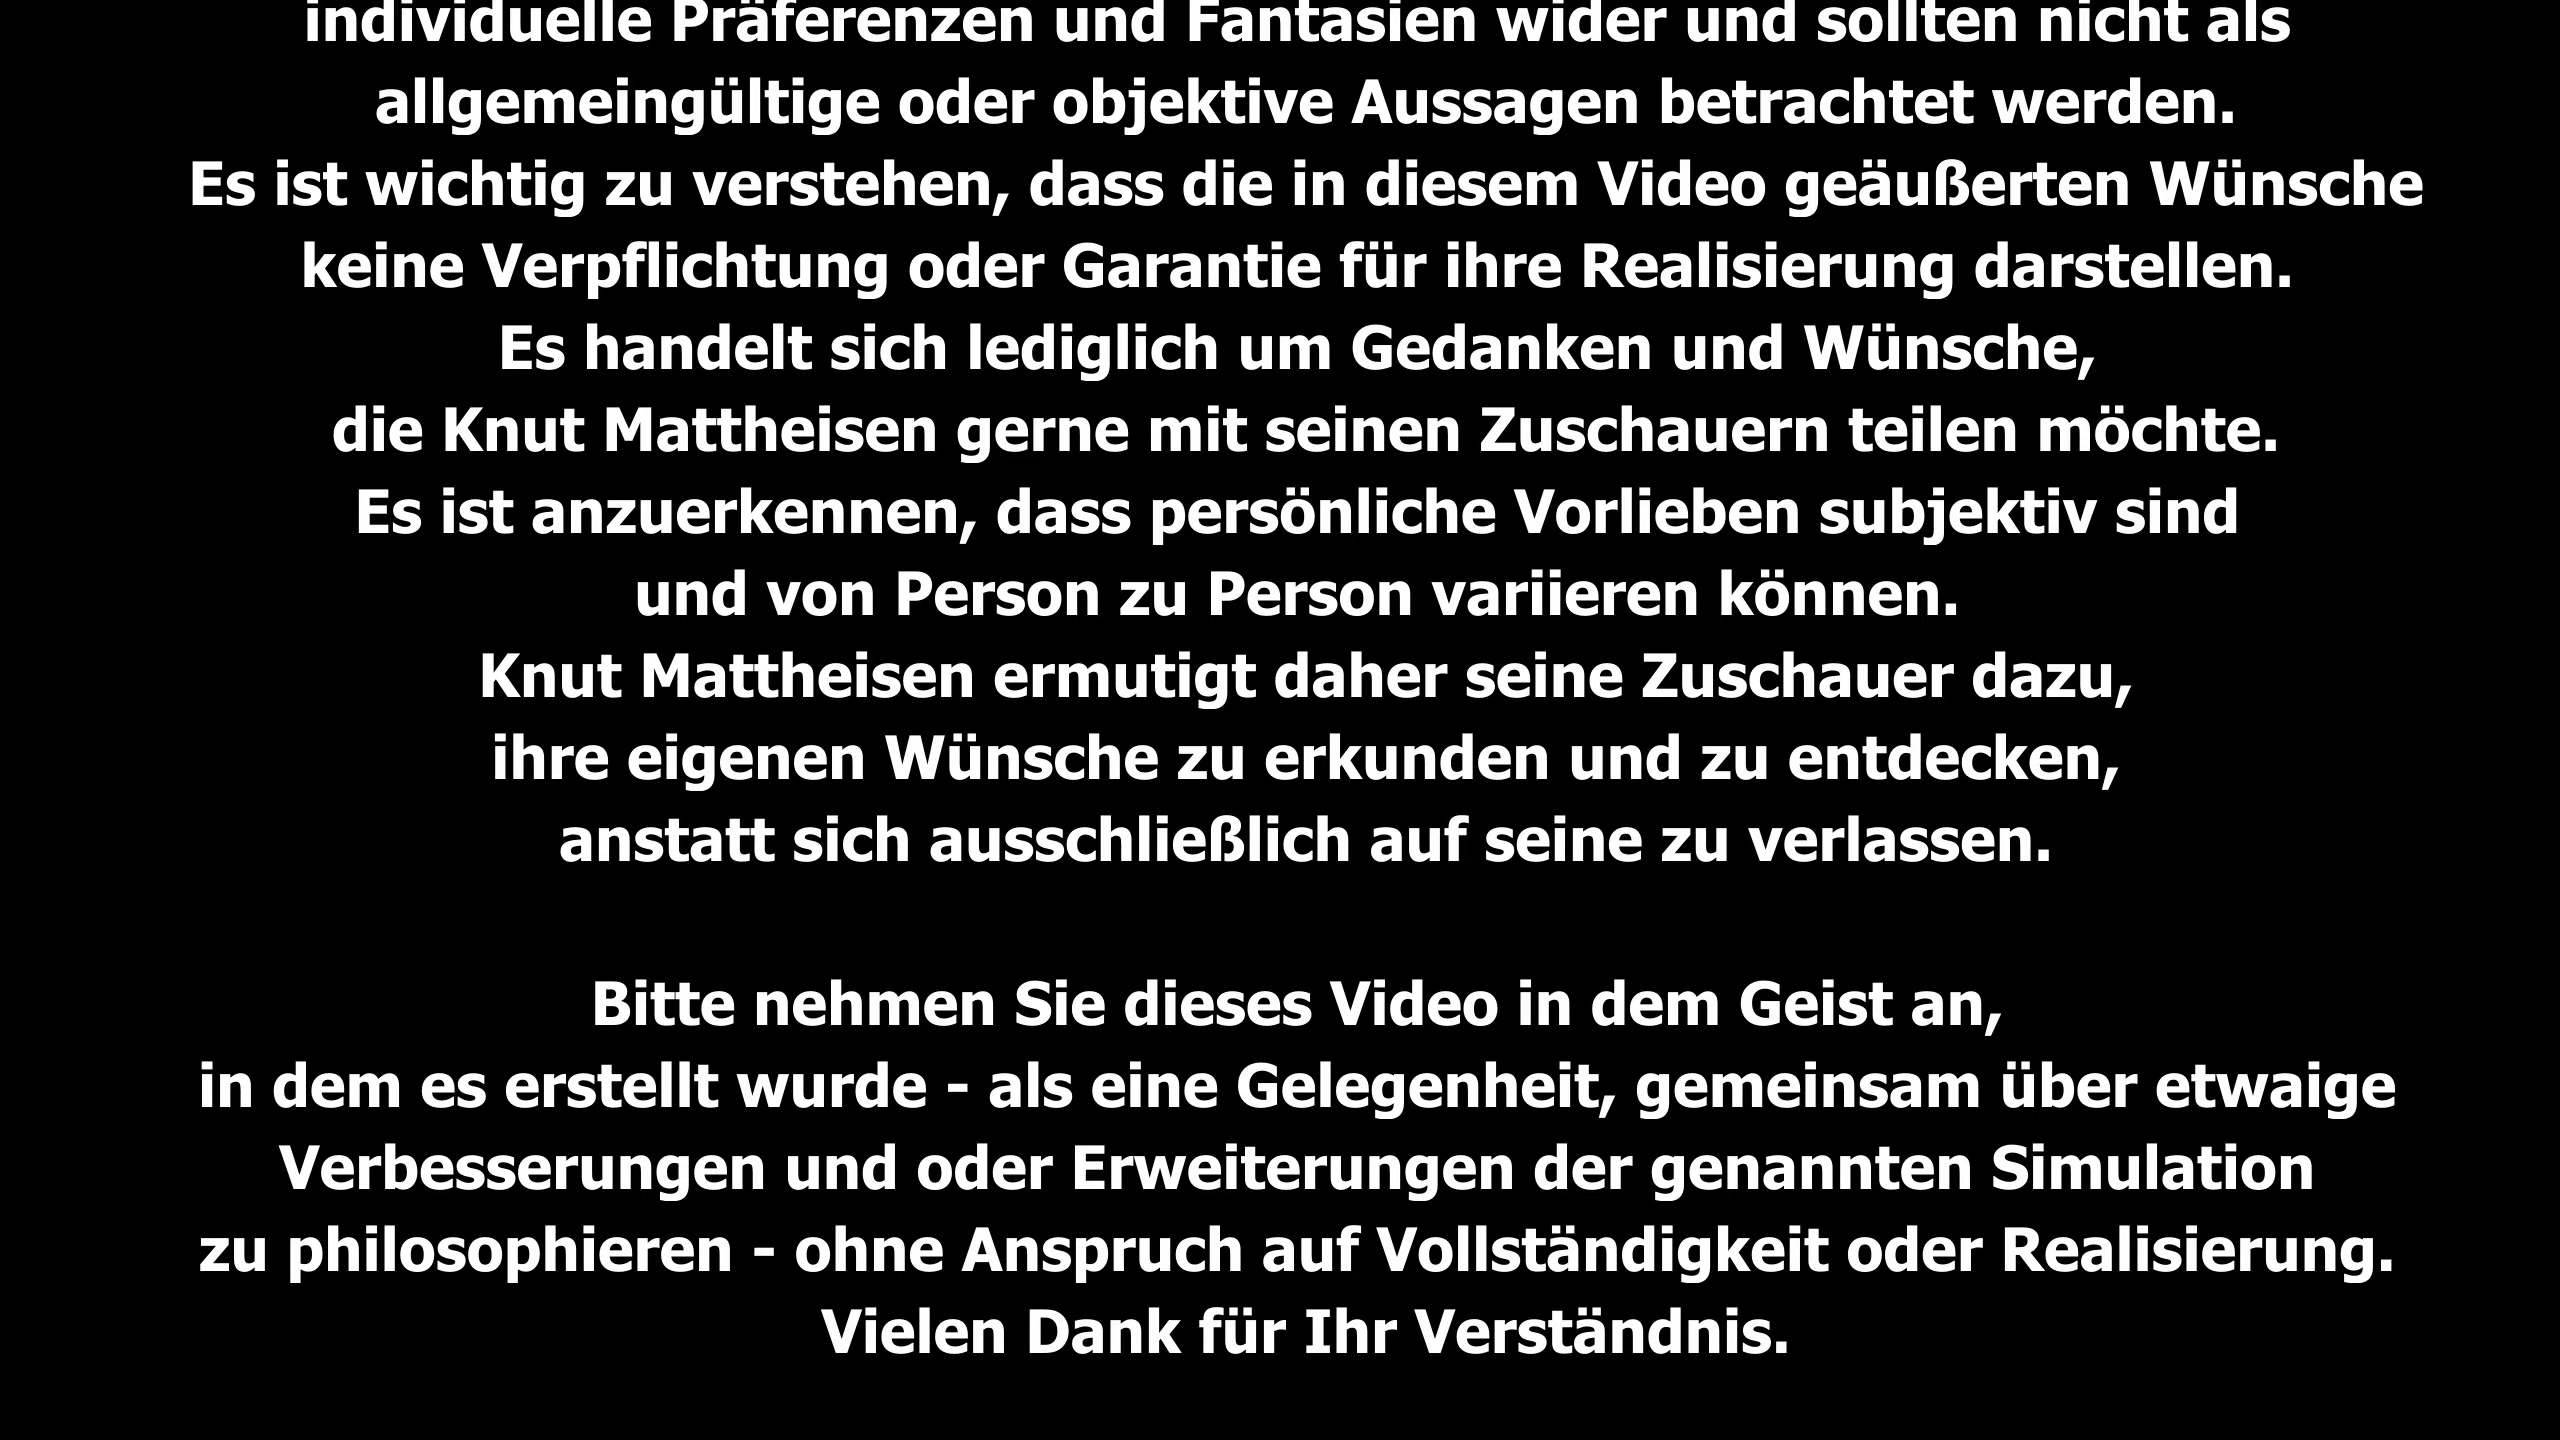 individuelle Präferenzen und Fantasien wider und sollten nicht als
allgemeingültige oder objektive Aussagen betrachtet werden.
Es ist wichtig zu verstehen, dass die in diesem Video geäußerten Wünsche
keine Verpflichtung oder Garantie für ihre Realisierung darstellen.
Es handelt sich lediglich um Gedanken und Wünsche,
die Knut Mattheisen gerne mit seinen Zuschauern teilen möchte.
Es ist anzuerkennen, dass persönliche Vorlieben subjektiv sind
und von Person zu Person variieren können.
Knut Mattheisen ermutigt daher seine Zuschauer dazu,
ihre eigenen Wünsche zu erkunden und zu entdecken,
anstatt sich ausschließlich auf seine zu verlassen.
Bitte nehmen Sie dieses Video in dem Geist an,
in dem es erstellt wurde - als eine Gelegenheit, gemeinsam über etwaige
Verbesserungen und oder Erweiterungen der genannten Simulation
zu philosophieren - ohne Anspruch auf Vollständigkeit oder Realisierung.
Vielen Dank für Ihr Verständnis.